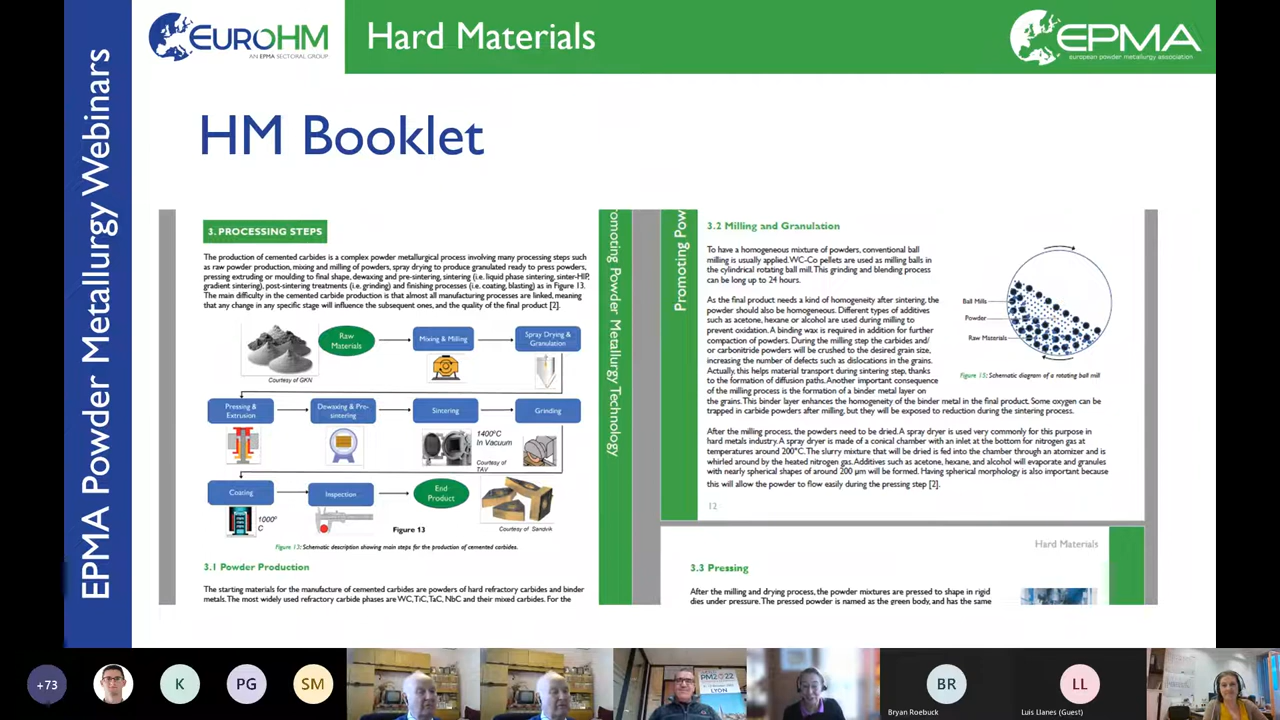 EPMA Powder Metallurgy Webinars
EUROHM
AN EPMA SECTORAL GROUP
Hard Materials
EPMA
european powder metallurgy association
HM Booklet
3. PROCESSING STEPS
The production of cemented carbides is a complex powder metallurgical process involving many processing steps such
as raw powder production, mixing and milling of powders, spray drying to produce granulated ready to press powders,
pressing extruding or moulding to final shape, dewaxing and pre-sintering, sintering (i.e. liquid phase sintering, sinter-HIP,
gradient sintering), post-sintering treatments (i.e. grinding) and finishing processes (i.e. coating, blasting) as in Figure 13.
The main difficulty in the cemented carbide production is that almost all manufacturing processes are linked, meaning
that any change in any specific stage will influence the subsequent ones, and the quality of the final product [2].
Raw
Materials
Mixing & Milling
Spray Drying &
Granulation
Courtesy of GKN
Pressing &
Extrusion
Dewaxing & Pre-
sintering
Sintering
Grinding
1400°C
In Vacuum
Courtesy of
TAV
Coating
Inspection
End
Product
1000°
C
Figure 13
Courtesy of Sandvik
Figure 13: Schematic description showing main steps for the production of cemented carbides.
3.1 Powder Production
The starting materials for the manufacture of cemented carbides are powders of hard refractory carbides and binder
metals. The most widely used refractory carbide phases are WC, TiC, TaC, NbC and their mixed carbides. For the
omoting Powder Metallurgy Technology
Promoting Pow
3.2 Milling and Granulation
To have a homogeneous mixture of powders, conventional ball
milling is usually applied. WC-Co pellets are used as milling balls in
the cylindrical rotating ball mill. This grinding and blending process
can be long up to 24 hours.
As the final product needs a kind of homogeneity after sintering, the
powder should also be homogeneous. Different types of additives
such as acetone, hexane or alcohol are used during milling to
prevent oxidation. A binding wax is required in addition for further
compaction of powders. During the milling step the carbides and/
or carbonitride powders will be crushed to the desired grain size,
increasing the number of defects such as dislocations in the grains.
Actually, this helps material transport during sintering step, thanks
to the formation of diffusion paths. Another important consequence
of the milling process is the formation of a binder metal layer on
the grains. This binder layer enhances the homogeneity of the binder metal in the final product. Some oxygen can be
trapped in carbide powders after milling, but they will be exposed to reduction during the sintering process.
Ball Mills
Powder
Raw Materials
Figure 15: Schematic diagram of a rotating ball mill
After the milling process, the powders need to be dried. A spray dryer is used very commonly for this purpose in
hard metals industry. A spray dryer is made of a conical chamber with an inlet at the bottom for nitrogen gas at
temperatures around 200°C. The slurry mixture that will be dried is fed into the chamber through an atomizer and is
whirled around by the heated nitrogen gas. Additives such as acetone, hexane, and alcohol will evaporate and granules
with nearly spherical shapes of around 200 µm will be formed. Having spherical morphology is also important because
this will allow the powder to flow easily during the pressing step [2].
12
Hard Materials
3.3 Pressing
After the milling and drying process, the powder mixtures are pressed to shape in rigid
dies under pressure. The pressed powder is named as the green body, and has the same
+73
K
PG
SM
PM2022
LYON
BR
Bryan Roebuck
LL
Luis Llanes (Guest)